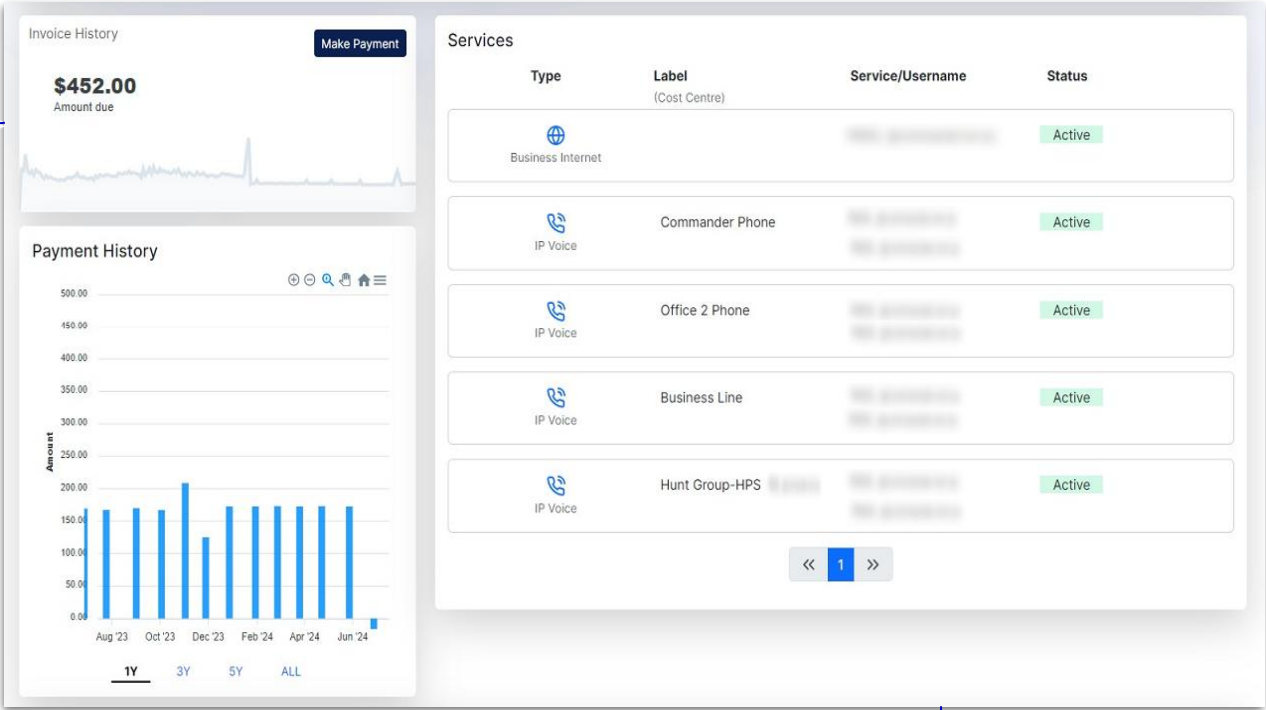 Invoice History
Make Payment
$452.00
Amount due
Payment History
500.00
450.00
400.00
350.00
300.00
250.00
200.00
150.00
100.00
50.00
0.00
Amount
Aug '23 Oct '23 Dec '23 Feb '24 Apr '24 Jun '24
1Y 3Y 5Y ALL
Services
Type Label Service/Username Status
(Cost Centre)
Active
Business Internet
Commander Phone Active
IP Voice
Office 2 Phone Active
IP Voice
Business Line Active
IP Voice
Hunt Group-HPS Active
IP Voice
« 1 »